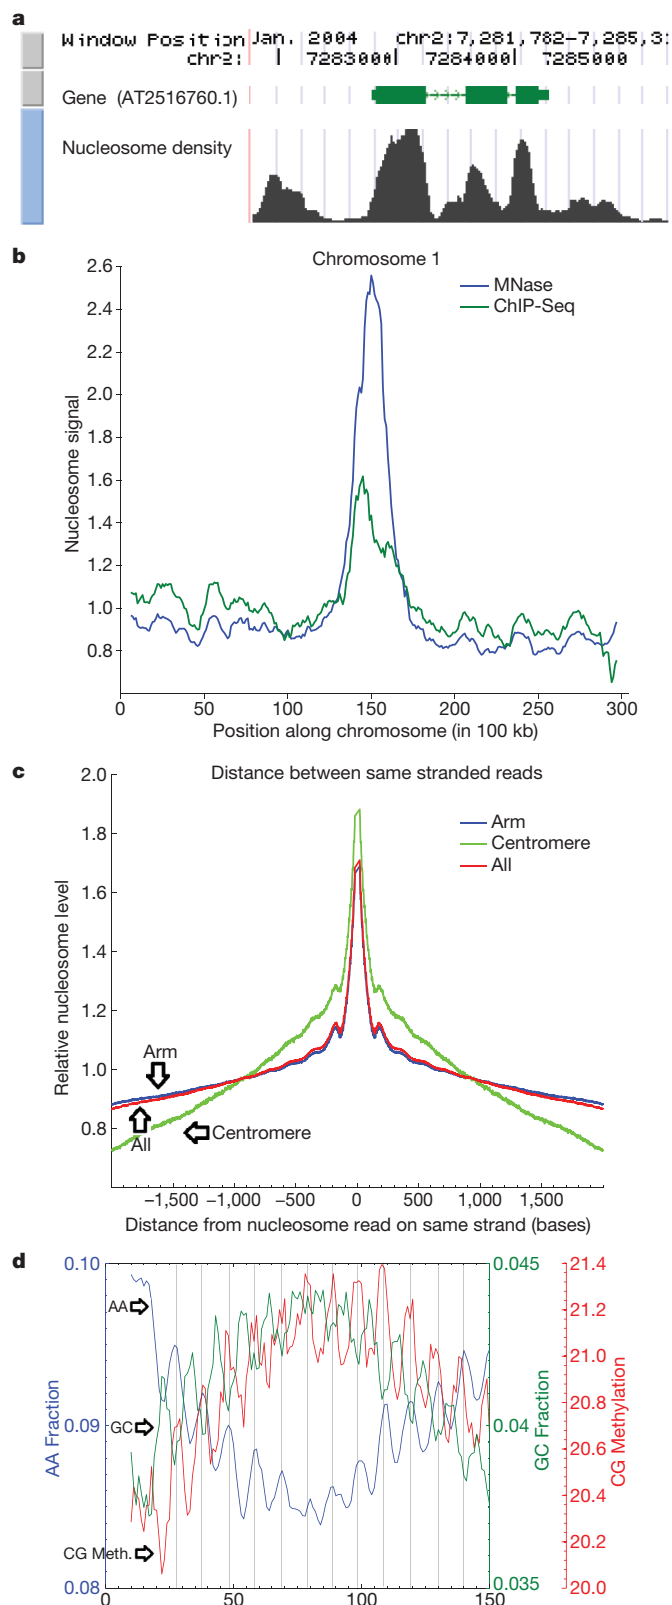 a
Window Position Jan. 2004 chr2:7,281,782-7,285,3
chr2: 7283000 7284000 7285000
Gene (AT2516760.1)
Nucleosome density
b
Chromosome 1
MNase
ChIP-Seq
2.6
2.4
2.2
2.0
1.8
1.6
1.4
1.2
1.0
0.8
Nucleosome signal
0 50 100 150 200 250 300
Position along chromosome (in 100 kb)
c
Distance between same stranded reads
Arm
Centromere
All
2.0
1.8
1.6
1.4
1.2
1.0
0.8
Relative nucleosome level
Arm
All
Centromere
−1,500 −1,000 −500 0 500 1,000 1,500
Distance from nucleosome read on same strand (bases)
d
0.10
0.09
0.08
AA Fraction
AA
GC
CG Meth.
0.045
0.04
0.035
GC Fraction
21.4
21.2
21.0
20.8
20.6
20.4
20.2
20.0
CG Methylation
0 50 100 150